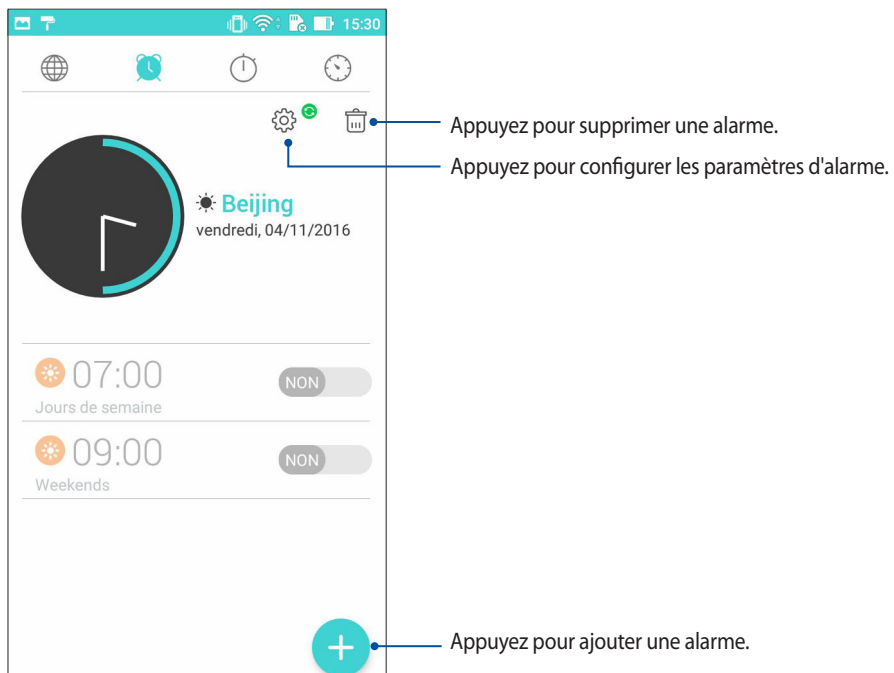 15:30
Appuyez pour supprimer une alarme.
Appuyez pour configurer les paramètres d'alarme.
Beijing
vendredi, 04/11/2016
07:00
NON
Jours de semaine
09:00
NON
Weekends
Appuyez pour ajouter une alarme.